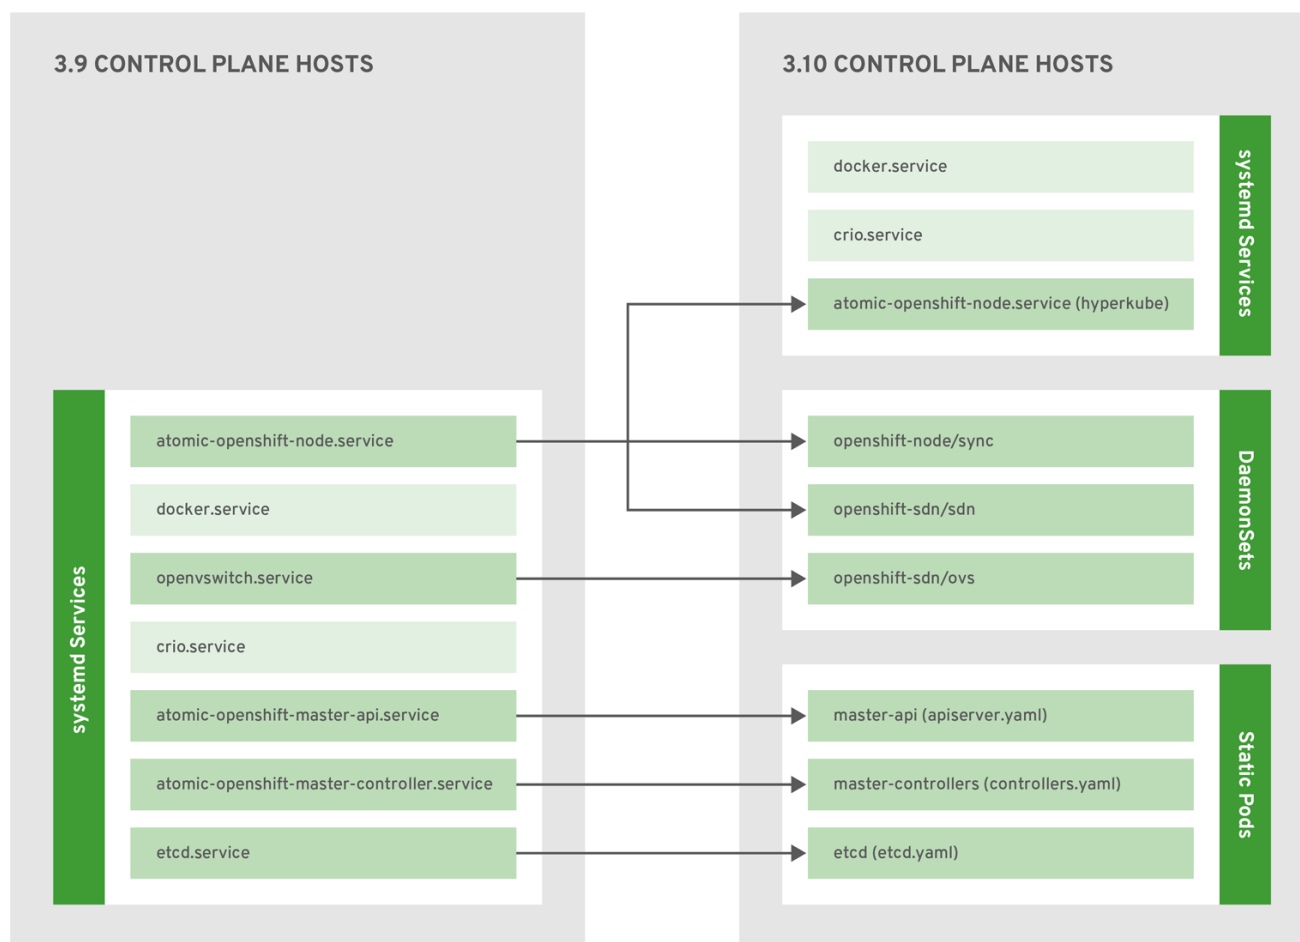 3.9 CONTROL PLANE HOSTS
systemd Services
atomic-openshift-node.service
docker.service
openvswitch.service
crio.service
atomic-openshift-master-api.service
atomic-openshift-master-controller.service
etcd.service
3.10 CONTROL PLANE HOSTS
docker.service
crio.service
atomic-openshift-node.service (hyperkube)
systemd Services
openshift-node/sync
openshift-sdn/sdn
openshift-sdn/ovs
DaemonSets
master-api (apiserver.yaml)
master-controllers (controllers.yaml)
etcd (etcd.yaml)
Static Pods